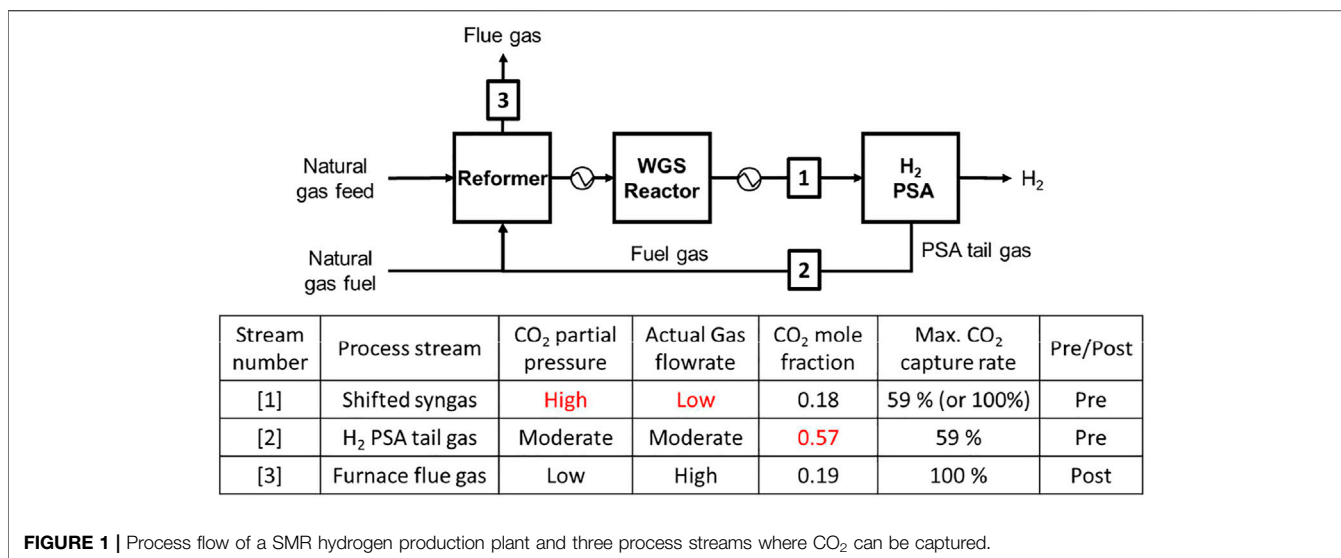 Flue gas
3
Natural
gas feed
Reformer
WGS
Reactor
1
H₂
PSA
H₂
Natural
gas fuel
Fuel gas
2
PSA tail gas
Stream
number
Process stream
CO₂ partial
pressure
Actual Gas
flowrate
CO₂ mole
fraction
Max. CO₂
capture rate
Pre/Post
[1] Shifted syngas High Low 0.18 59 % (or 100%) Pre
[2] H₂ PSA tail gas Moderate Moderate 0.57 59 % Pre
[3] Furnace flue gas Low High 0.19 100 % Post
FIGURE 1 | Process flow of a SMR hydrogen production plant and three process streams where CO₂ can be captured.